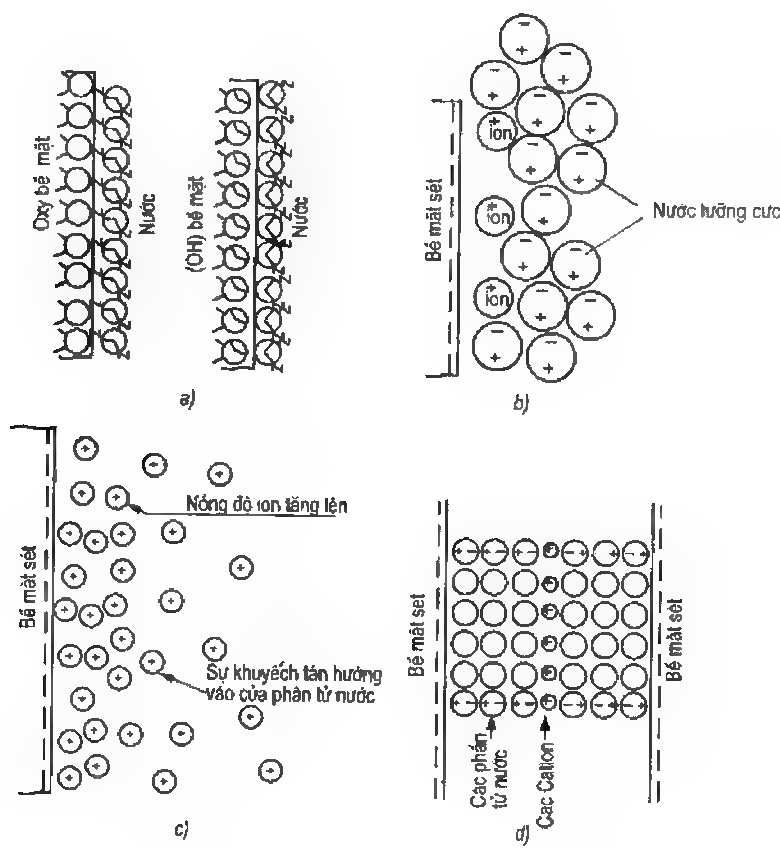 Oxy bề mặt
Nước
(OH) bề mặt
Nước
a)
Bề mặt sét
ion
ion
ion
Nước lưỡng cực
b)
Bề mặt sét
Nồng độ ion tăng lên
Sự khuyếch tán hướng
vào của phân tử nước
c)
Bề mặt sét
Các phân
tử nước
Các Cation
Bề mặt sét
d)